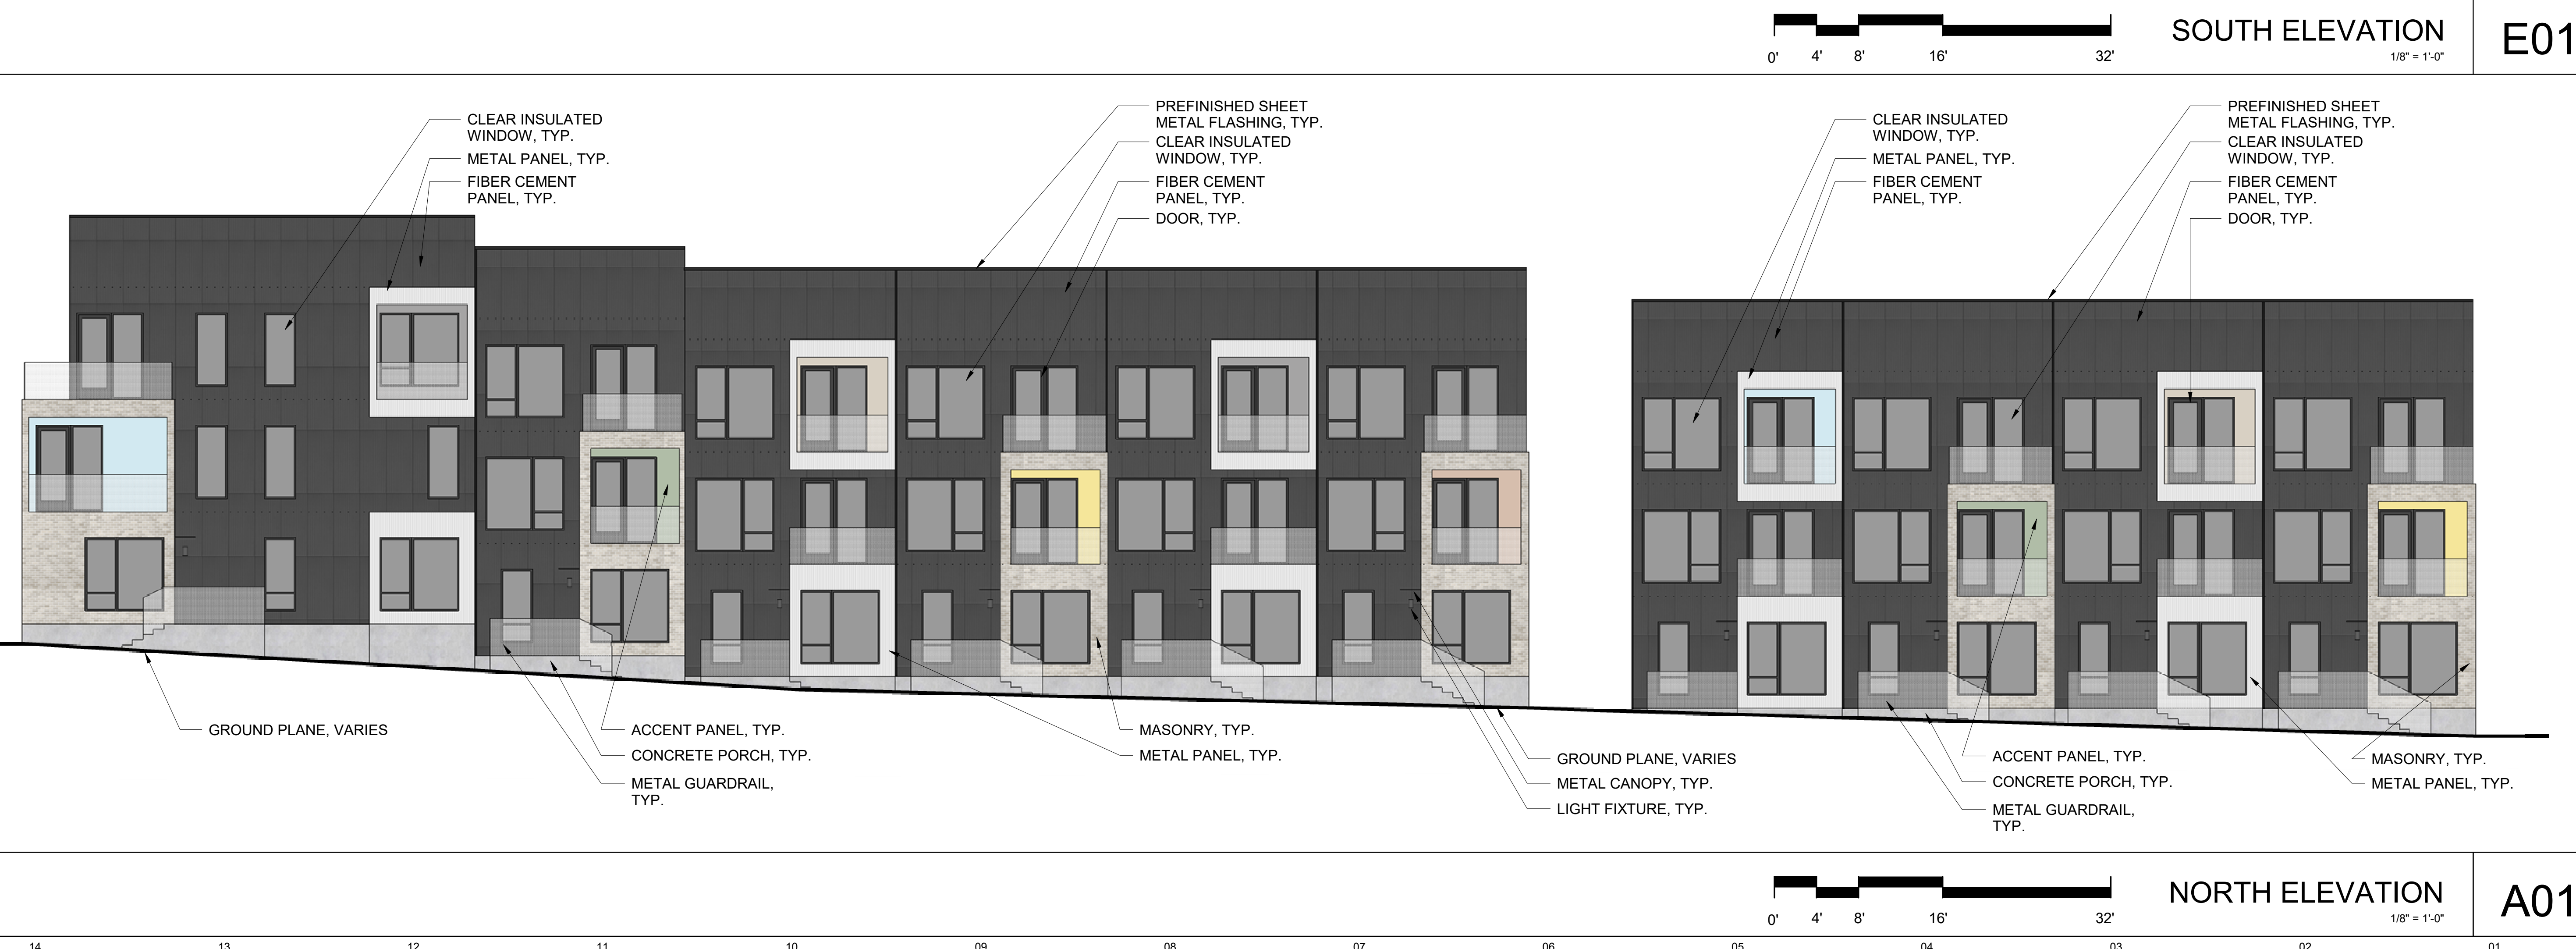 0' 4' 8' 16' 32'
SOUTH ELEVATION
1/8" = 1'-0"
E01
CLEAR INSULATED
WINDOW, TYP.
METAL PANEL, TYP.
FIBER CEMENT
PANEL, TYP.
PREFINISHED SHEET
METAL FLASHING, TYP.
CLEAR INSULATED
WINDOW, TYP.
FIBER CEMENT
PANEL, TYP.
DOOR, TYP.
CLEAR INSULATED
WINDOW, TYP.
METAL PANEL, TYP.
FIBER CEMENT
PANEL, TYP.
PREFINISHED SHEET
METAL FLASHING, TYP.
CLEAR INSULATED
WINDOW, TYP.
FIBER CEMENT
PANEL, TYP.
DOOR, TYP.
GROUND PLANE, VARIES
ACCENT PANEL, TYP.
CONCRETE PORCH, TYP.
METAL GUARDRAIL,
TYP.
MASONRY, TYP.
METAL PANEL, TYP.
GROUND PLANE, VARIES
METAL CANOPY, TYP.
LIGHT FIXTURE, TYP.
ACCENT PANEL, TYP.
CONCRETE PORCH, TYP.
METAL GUARDRAIL,
TYP.
MASONRY, TYP.
METAL PANEL, TYP.
0' 4' 8' 16' 32'
NORTH ELEVATION
1/8" = 1'-0"
A01
14 13 12 11 10 09 08 07 06 05 04 03 02 01